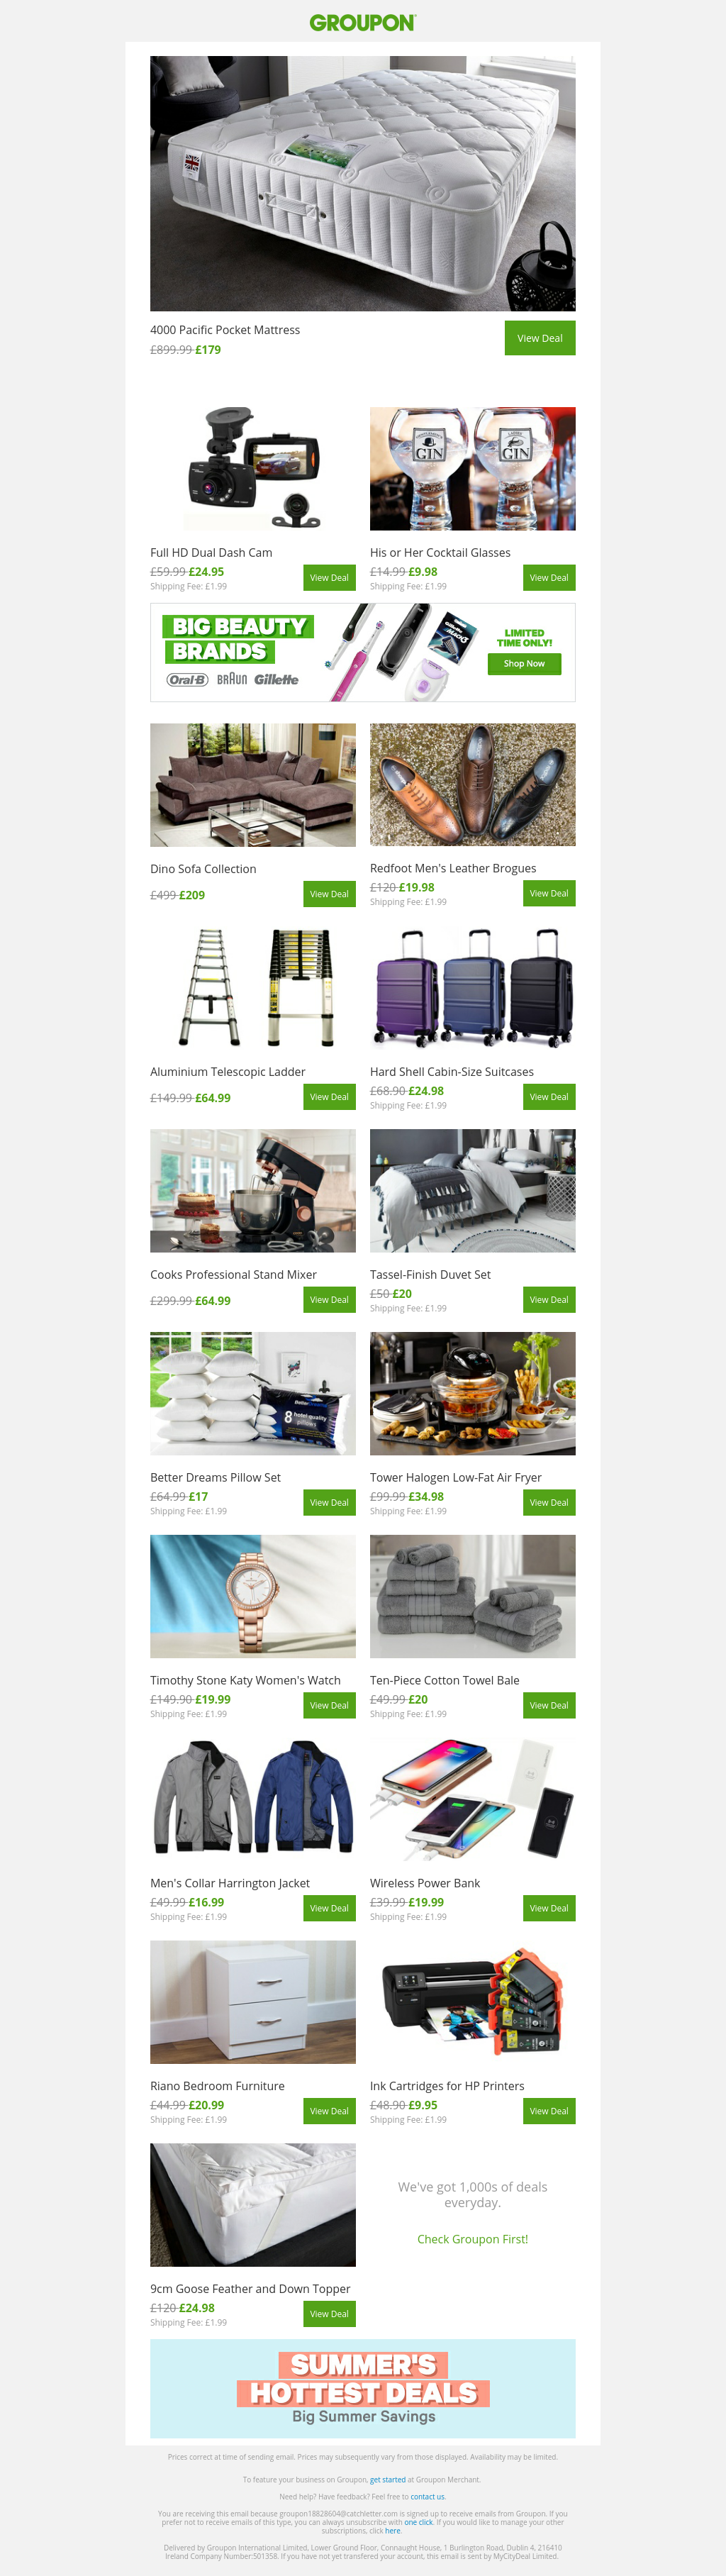 GROUPON
4000 Pacific Pocket Mattress
£899.99 £179
View Deal
GENTLEMEN'S
GIN
LADIES
GIN
Full HD Dual Dash Cam
£59.99 £24.95
Shipping Fee: £1.99
View Deal
His or Her Cocktail Glasses
£14.99 £9.98
Shipping Fee: £1.99
View Deal
BIG BEAUTY
BRANDS
Oral-B BRAUN Gillette
LIMITED
TIME ONLY!
Shop Now
Dino Sofa Collection
£499 £209
View Deal
Redfoot Men's Leather Brogues
£120 £19.98
Shipping Fee: £1.99
View Deal
Aluminium Telescopic Ladder
£149.99 £64.99
View Deal
Hard Shell Cabin-Size Suitcases
£68.90 £24.98
Shipping Fee: £1.99
View Deal
Cooks Professional Stand Mixer
£299.99 £64.99
View Deal
Tassel-Finish Duvet Set
£50 £20
Shipping Fee: £1.99
View Deal
8 hotel quality
pillows
Better Dreams Pillow Set
£64.99 £17
Shipping Fee: £1.99
View Deal
Tower Halogen Low-Fat Air Fryer
£99.99 £34.98
Shipping Fee: £1.99
View Deal
Timothy Stone Katy Women's Watch
£149.90 £19.99
Shipping Fee: £1.99
View Deal
Ten-Piece Cotton Towel Bale
£49.99 £20
Shipping Fee: £1.99
View Deal
Men's Collar Harrington Jacket
£49.99 £16.99
Shipping Fee: £1.99
View Deal
Wireless Power Bank
£39.99 £19.99
Shipping Fee: £1.99
View Deal
Riano Bedroom Furniture
£44.99 £20.99
Shipping Fee: £1.99
View Deal
Ink Cartridges for HP Printers
£48.90 £9.95
Shipping Fee: £1.99
View Deal
9cm Goose Feather and Down Topper
£120 £24.98
Shipping Fee: £1.99
View Deal
We've got 1,000s of deals
everyday.
Check Groupon First!
SUMMER'S
HOTTEST DEALS
Big Summer Savings
Prices correct at time of sending email. Prices may subsequently vary from those displayed. Availability may be limited.
To feature your business on Groupon, get started at Groupon Merchant.
Need help? Have feedback? Feel free to contact us.
You are receiving this email because groupon18828604@catchletter.com is signed up to receive emails from Groupon. If you
prefer not to receive emails of this type, you can always unsubscribe with one click. If you would like to manage your other
subscriptions, click here.
Delivered by Groupon International Limited, Lower Ground Floor, Connaught House, 1 Burlington Road, Dublin 4, 216410
Ireland Company Number:501358. If you have not yet transfered your account, this email is sent by MyCityDeal Limited.